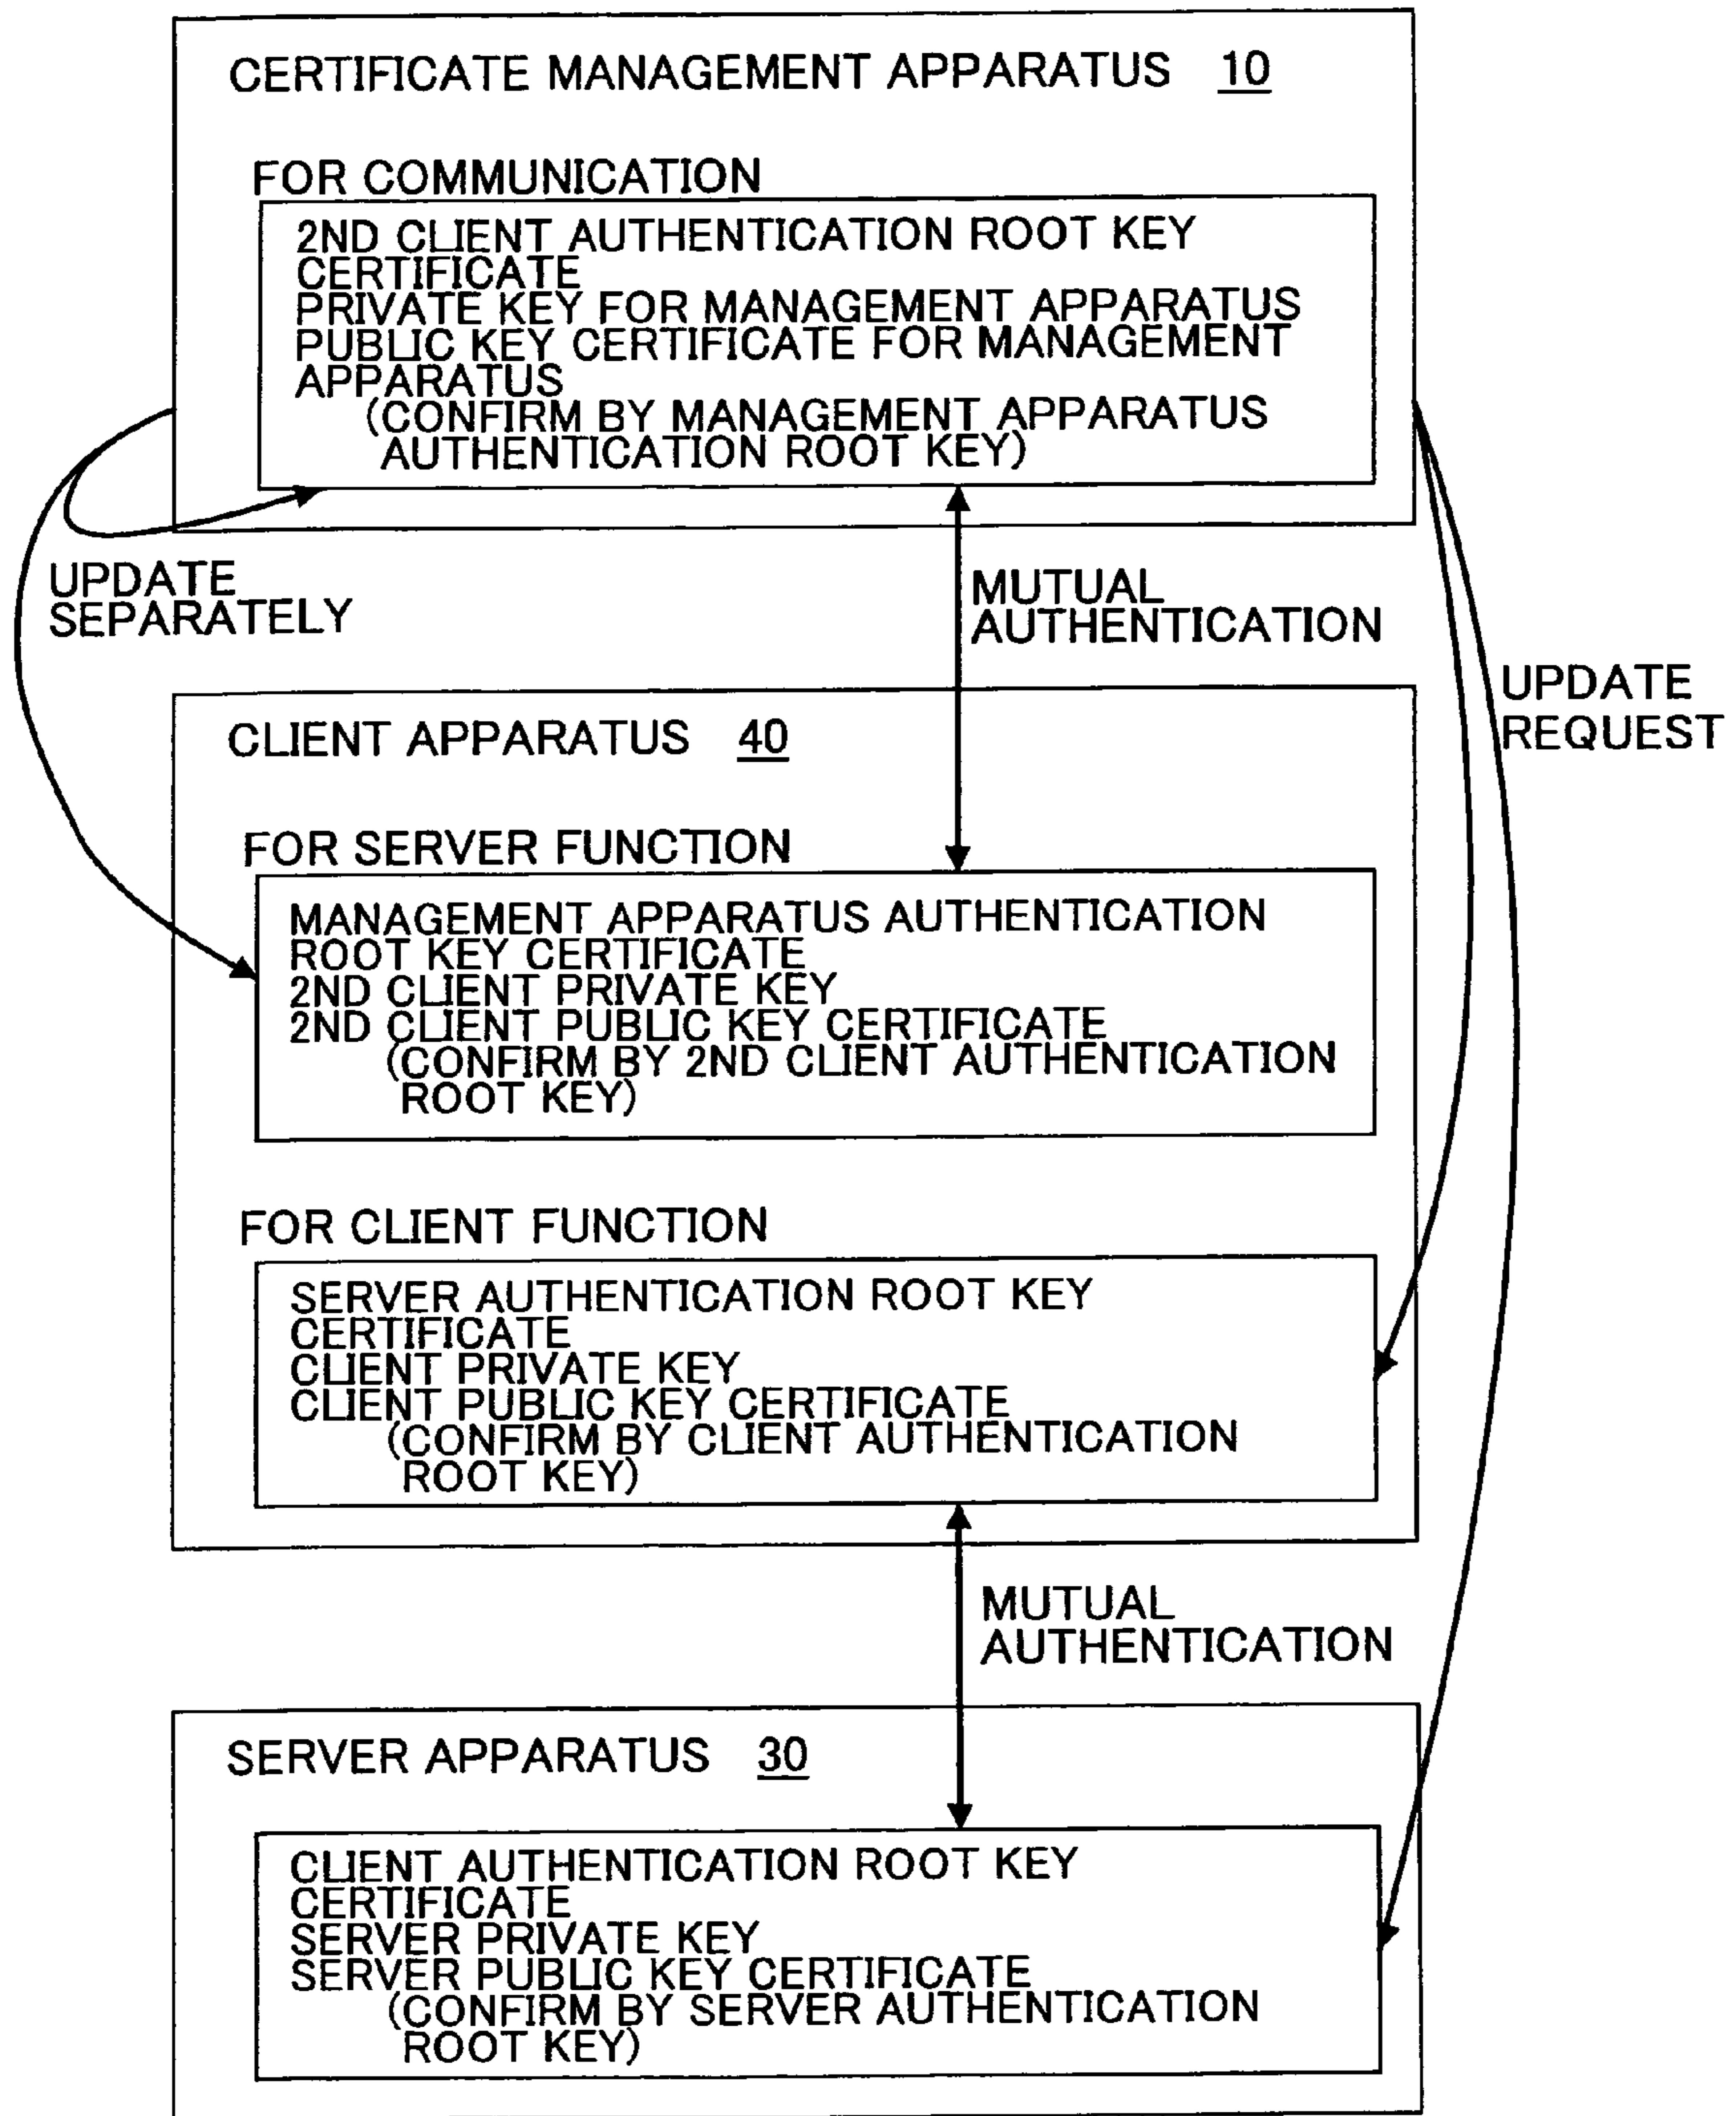 CERTIFICATE MANAGEMENT APPARATUS 10
FOR COMMUNICATION
2ND CLIENT AUTHENTICATION ROOT KEY
CERTIFICATE
PRIVATE KEY FOR MANAGEMENT APPARATUS
PUBLIC KEY CERTIFICATE FOR MANAGEMENT
APPARATUS
(CONFIRM BY MANAGEMENT APPARATUS
AUTHENTICATION ROOT KEY)
UPDATE
SEPARATELY
MUTUAL
AUTHENTICATION
UPDATE
REQUEST
CLIENT APPARATUS 40
FOR SERVER FUNCTION
MANAGEMENT APPARATUS AUTHENTICATION
ROOT KEY CERTIFICATE
2ND CLIENT PRIVATE KEY
2ND CLIENT PUBLIC KEY CERTIFICATE
(CONFIRM BY 2ND CLIENT AUTHENTICATION
ROOT KEY)
FOR CLIENT FUNCTION
SERVER AUTHENTICATION ROOT KEY
CERTIFICATE
CLIENT PRIVATE KEY
CLIENT PUBLIC KEY CERTIFICATE
(CONFIRM BY CLIENT AUTHENTICATION
ROOT KEY)
MUTUAL
AUTHENTICATION
SERVER APPARATUS 30
CLIENT AUTHENTICATION ROOT KEY
CERTIFICATE
SERVER PRIVATE KEY
SERVER PUBLIC KEY CERTIFICATE
(CONFIRM BY SERVER AUTHENTICATION
ROOT KEY)